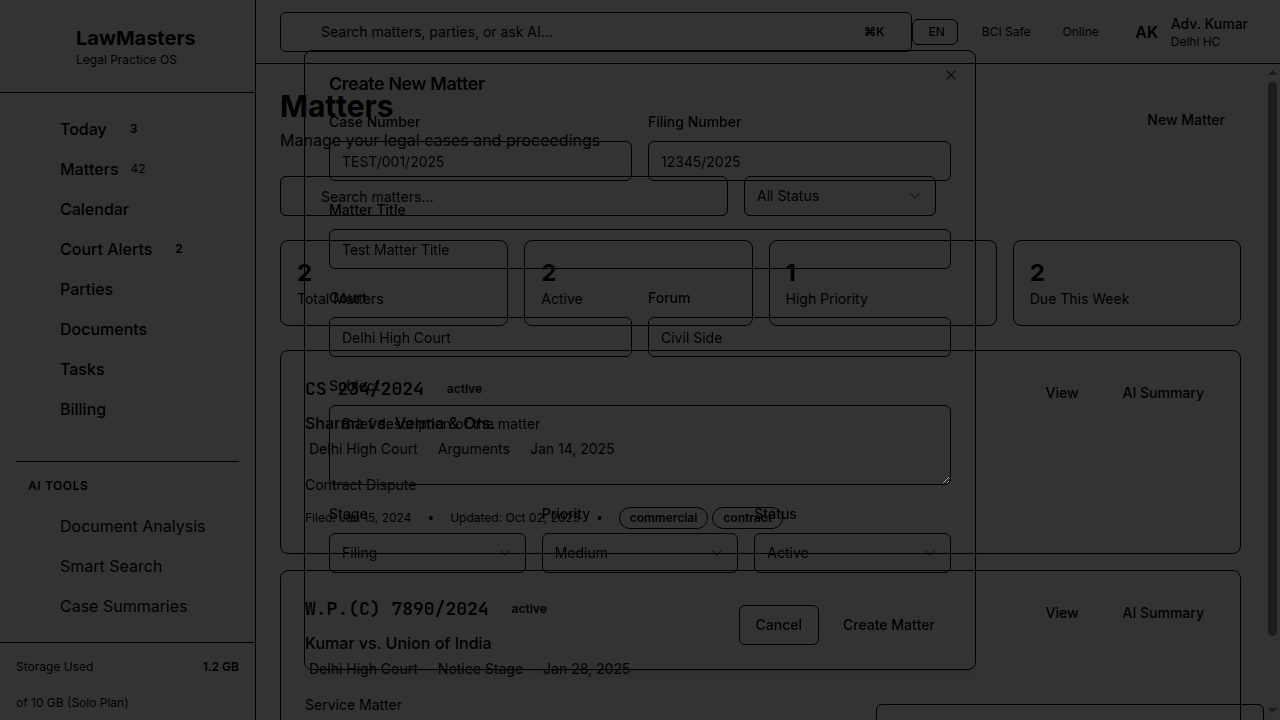 LawMasters
Legal Practice OS
Today 3
Matters 42
Calendar
Court Alerts 2
Parties
Documents
Tasks
Billing
AI TOOLS
Document Analysis
Smart Search
Case Summaries
Storage Used 1.2 GB
of 10 GB (Solo Plan)
Search matters, parties, or ask AI... ⌘K
EN
BCI Safe
Online
AK
Adv. Kumar
Delhi HC
Matters
Manage your legal cases and proceedings
New Matter
Search matters...
All Status
2
Total Matters
2
Active
1
High Priority
2
Due This Week
CS 234/2024 active
Sharma vs. Verma & Ors.
Delhi High Court Arguments Jan 14, 2025
Contract Dispute
Filed: Jan 15, 2024 • Updated: Oct 02, 2025 • commercial contract
View AI Summary
W.P.(C) 7890/2024 active
Kumar vs. Union of India
Delhi High Court Notice Stage Jan 28, 2025
Service Matter
View AI Summary
Create New Matter
Case Number Filing Number
TEST/001/2025 12345/2025
Matter Title
Test Matter Title
Court Forum
Delhi High Court Civil Side
Subject
Brief description of the matter
Stage Priority Status
Filing Medium Active
Cancel Create Matter